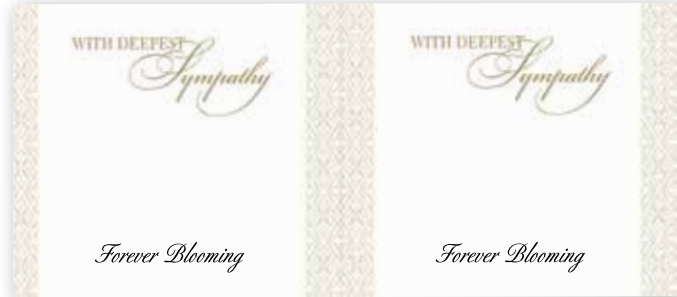 WITH DEEPEST
Sympathy
Forever Blooming
WITH DEEPEST
Sympathy
Forever Blooming